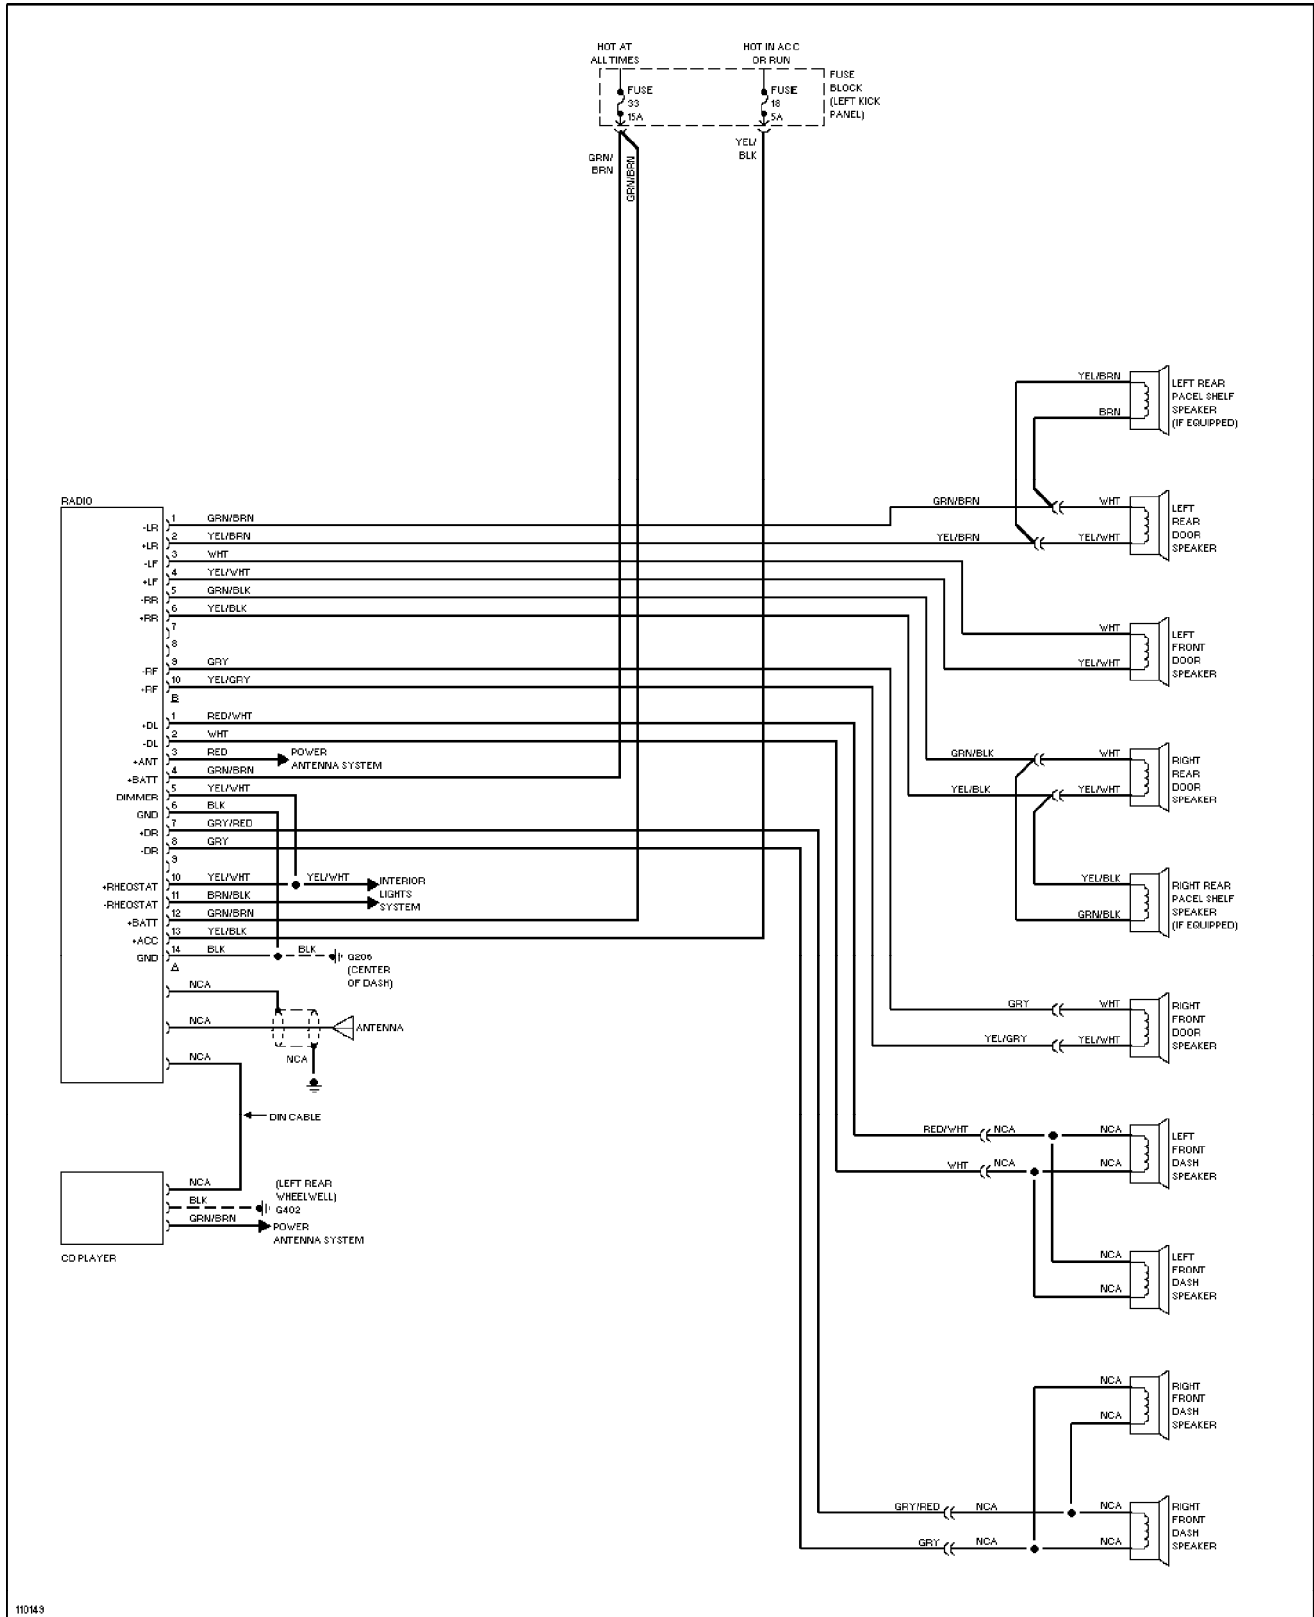 HOT AT
ALL TIMES
HOT IN ACC
OR RUN
FUSE
33
15A
FUSE
18
5A
FUSE
BLOCK
(LEFT KICK
PANEL)
GRN/
BRN
GRN/BRN
YEL/
BLK
YEL/BRN
BRN
LEFT REAR
PACEL SHELF
SPEAKER
(IF EQUIPPED)
RADIO
-LR
1
GRN/BRN
GRN/BRN
WHT
LEFT
REAR
DOOR
SPEAKER
+LR
2
YEL/BRN
YEL/BRN
YEL/WHT
-LF
3
WHT
+LF
4
YEL/WHT
-RR
5
GRN/BLK
+RR
6
YEL/BLK
7
8
-RF
9
GRY
+RF
10
YEL/GRY
B
WHT
YEL/WHT
LEFT
FRONT
DOOR
SPEAKER
+DL
1
RED/WHT
-DL
2
WHT
+ANT
3
RED
POWER
ANTENNA SYSTEM
+BATT
4
GRN/BRN
DIMMER
5
YEL/WHT
GND
6
BLK
+DR
7
GRY/RED
-DR
8
GRY
9
+RHEOSTAT
10
YEL/WHT
YEL/WHT
INTERIOR
LIGHTS
SYSTEM
-RHEOSTAT
11
BRN/BLK
+BATT
12
GRN/BRN
+ACC
13
YEL/BLK
GND
14
BLK
BLK
G206
(CENTER
OF DASH)
A
GRN/BLK
WHT
YEL/BLK
YEL/WHT
RIGHT
REAR
DOOR
SPEAKER
YEL/BLK
GRN/BLK
RIGHT REAR
PACEL SHELF
SPEAKER
(IF EQUIPPED)
NCA
NCA
ANTENNA
NCA
NCA
DIN CABLE
GRY
WHT
YEL/GRY
YEL/WHT
RIGHT
FRONT
DOOR
SPEAKER
RED/WHT
NCA
NCA
WHT
NCA
NCA
LEFT
FRONT
DASH
SPEAKER
NCA
BLK
GRN/BRN
(LEFT REAR
WHEELWELL)
G402
POWER
ANTENNA SYSTEM
CD PLAYER
NCA
NCA
LEFT
FRONT
DASH
SPEAKER
NCA
NCA
RIGHT
FRONT
DASH
SPEAKER
GRY/RED
NCA
NCA
GRY
NCA
NCA
RIGHT
FRONT
DASH
SPEAKER
110149